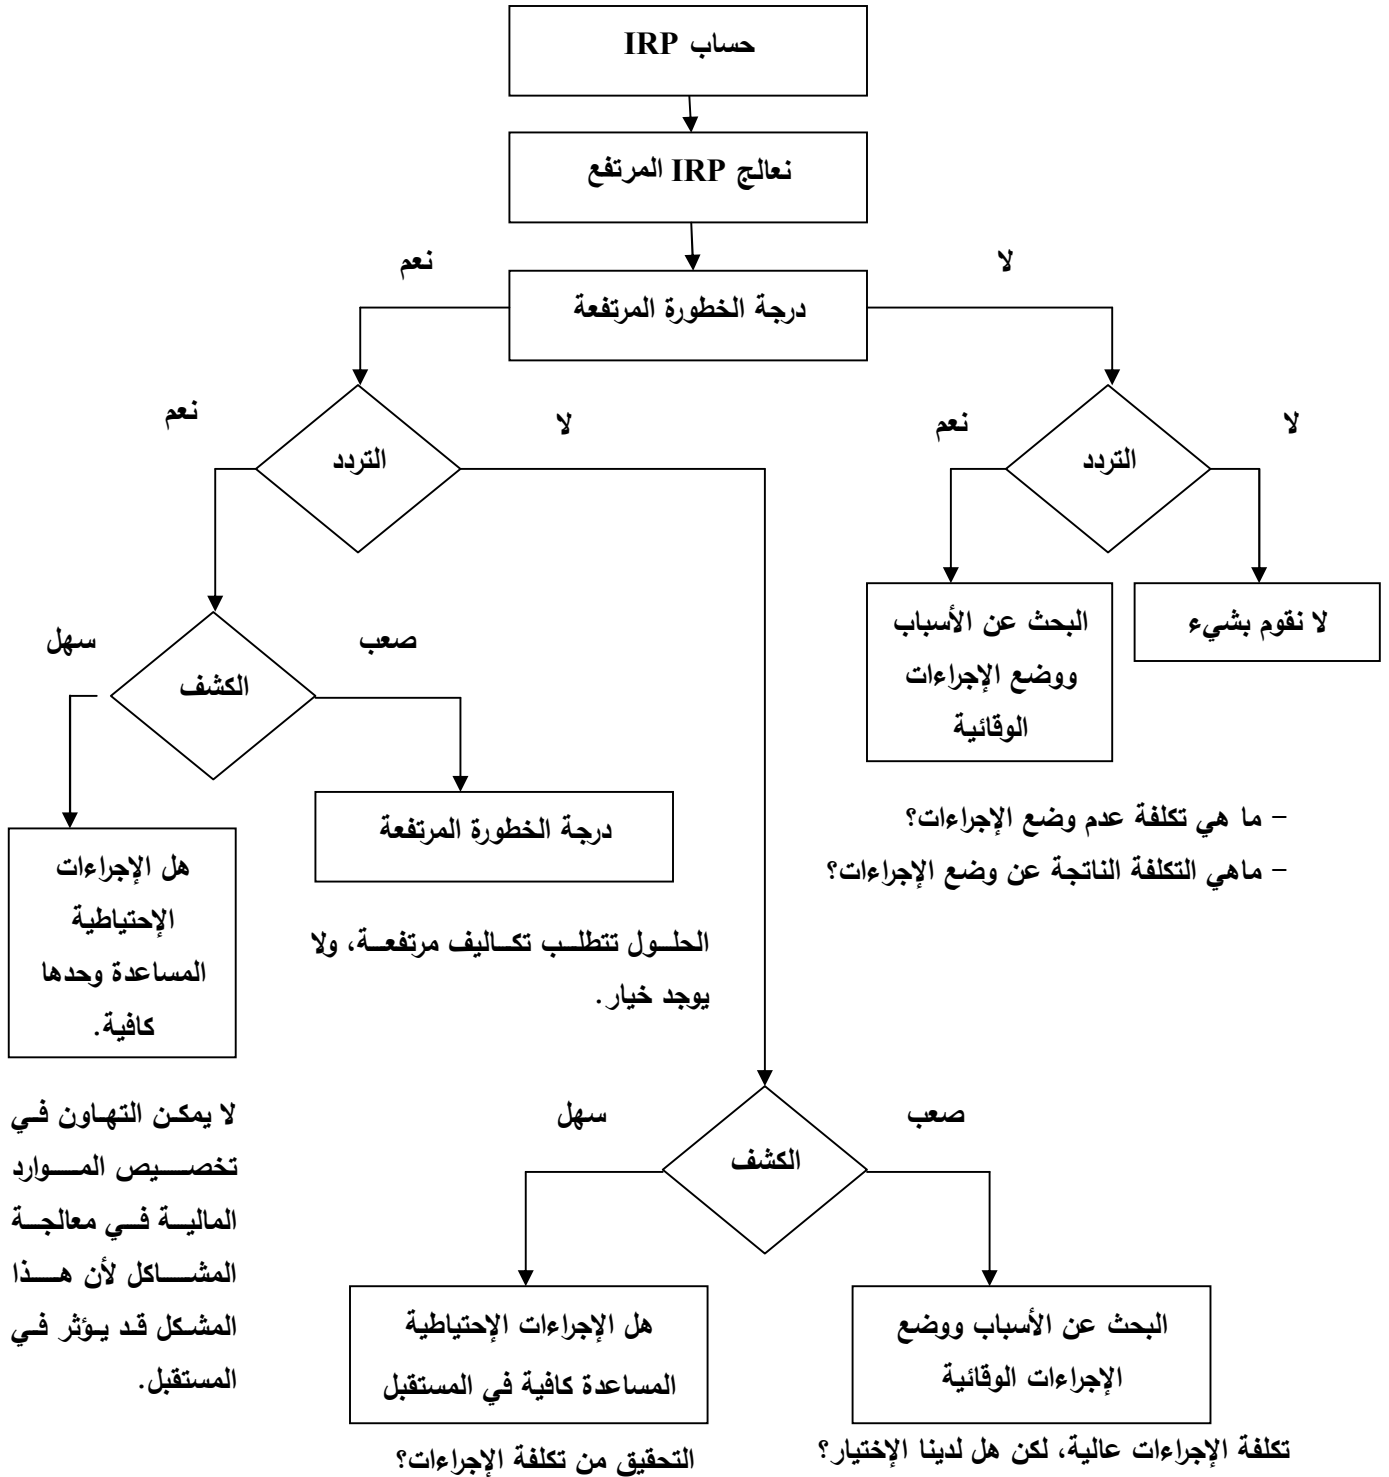 حساب IRP
نعالج IRP المرتفع
لا
نعم
درجة الخطورة المرتفعة
لا
نعم
لا
نعم
التردد
التردد
لا نقوم بشيء
البحث عن الأسباب
ووضع الإجراءات
الوقائية
صعب
سهل
الكشف
– ما هي تكلفة عدم وضع الإجراءات؟
– ماهي التكلفة الناتجة عن وضع الإجراءات؟
درجة الخطورة المرتفعة
هل الإجراءات
الإحتياطية
المساعدة وحدها
كافية.
الحلول تتطلب تكاليف مرتفعة، ولا
يوجد خيار.
لا يمكن التهاون في
تخصيص الموارد
المالية في معالجة
المشاكل لأن هذا
المشكل قد يؤثر في
المستقبل.
صعب
سهل
الكشف
البحث عن الأسباب ووضع
الإجراءات الوقائية
هل الإجراءات الإحتياطية
المساعدة كافية في المستقبل
تكلفة الإجراءات عالية، لكن هل لدينا الإختيار؟
التحقيق من تكلفة الإجراءات؟